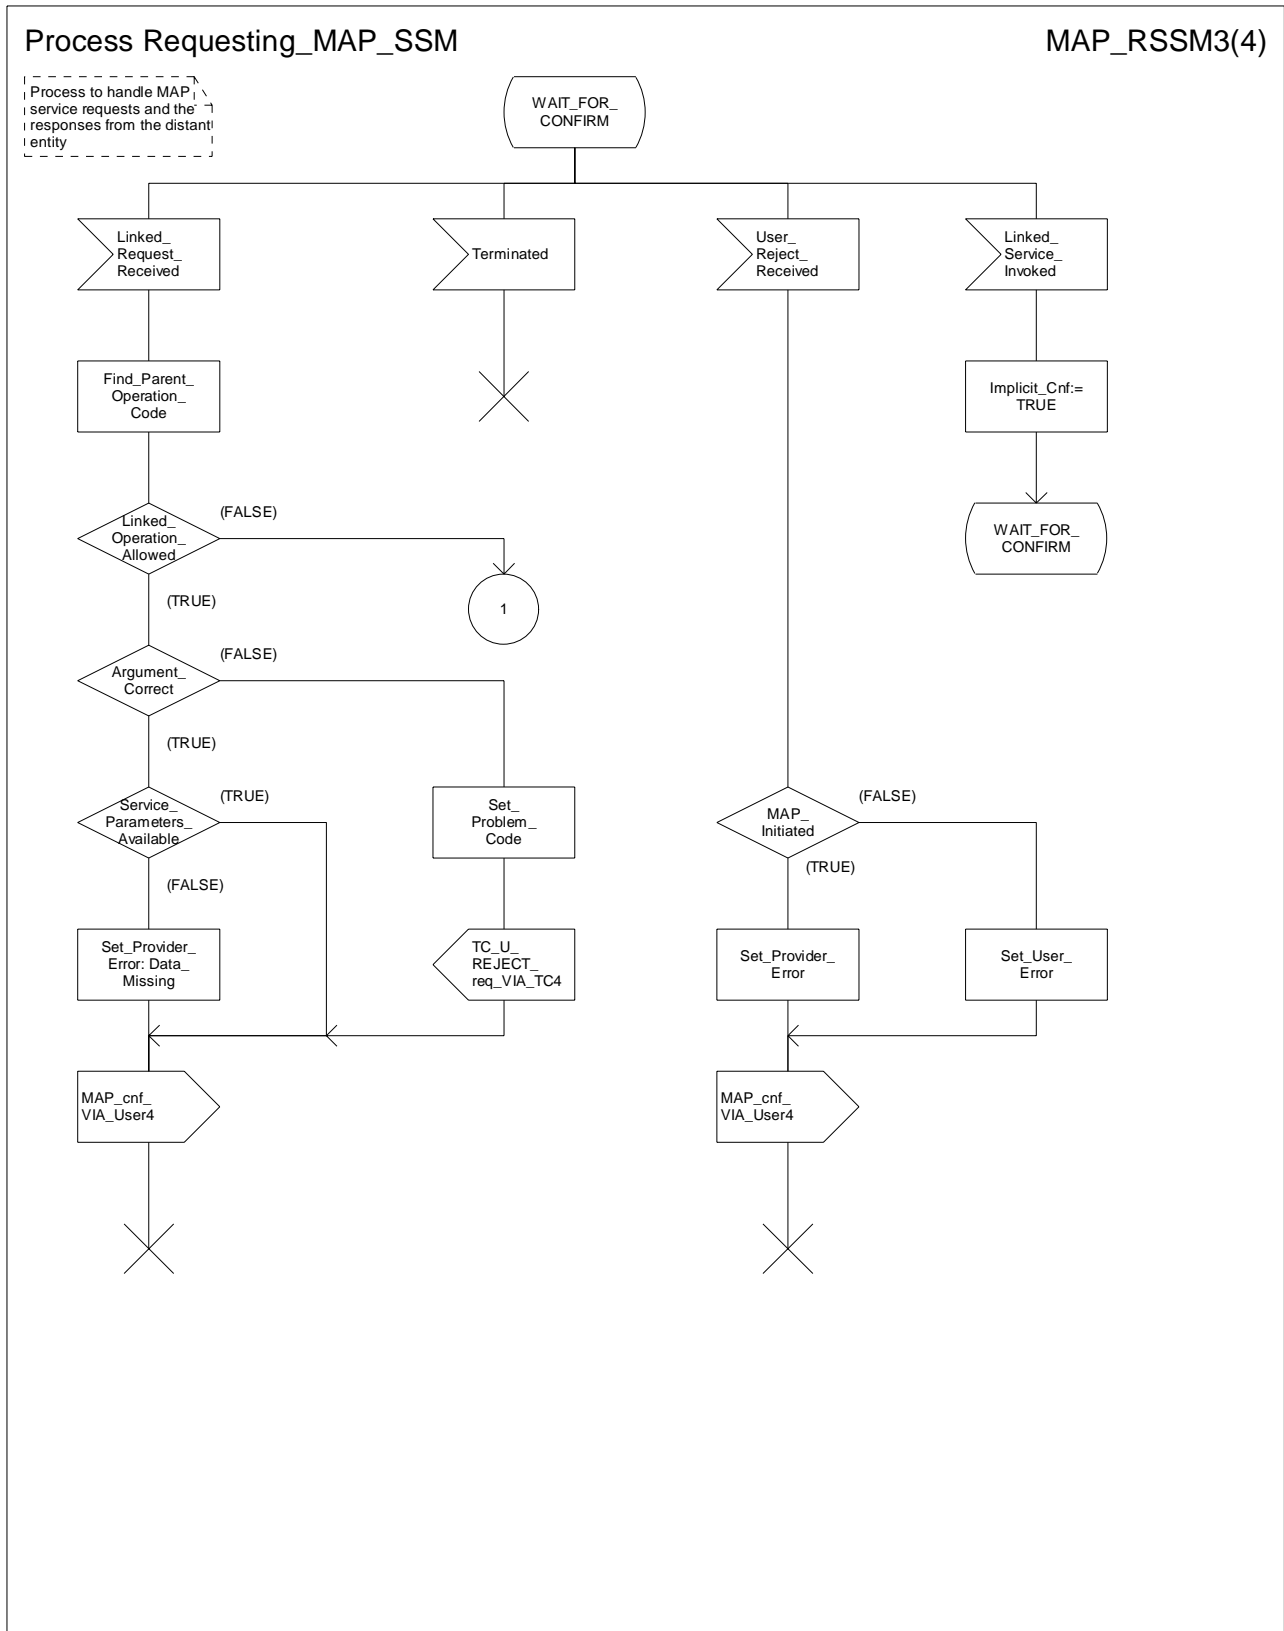 Process Requesting_MAP_SSM
MAP_RSSM3(4)
Process to handle MAP
service requests and the
responses from the distant
entity
WAIT_FOR_
CONFIRM
Linked_
Request_
Received
Terminated
User_
Reject_
Received
Linked_
Service_
Invoked
Find_Parent_
Operation_
Code
Implicit_Cnf:=
TRUE
Linked_
Operation_
Allowed
(FALSE)
WAIT_FOR_
CONFIRM
(TRUE)
1
Argument_
Correct
(FALSE)
(TRUE)
Service_
Parameters_
Available
(TRUE)
Set_
Problem_
Code
MAP_
Initiated
(FALSE)
(FALSE)
(TRUE)
Set_Provider_
Error: Data_
Missing
TC_U_
REJECT_
req_VIA_TC4
Set_Provider_
Error
Set_User_
Error
MAP_cnf_
VIA_User4
MAP_cnf_
VIA_User4